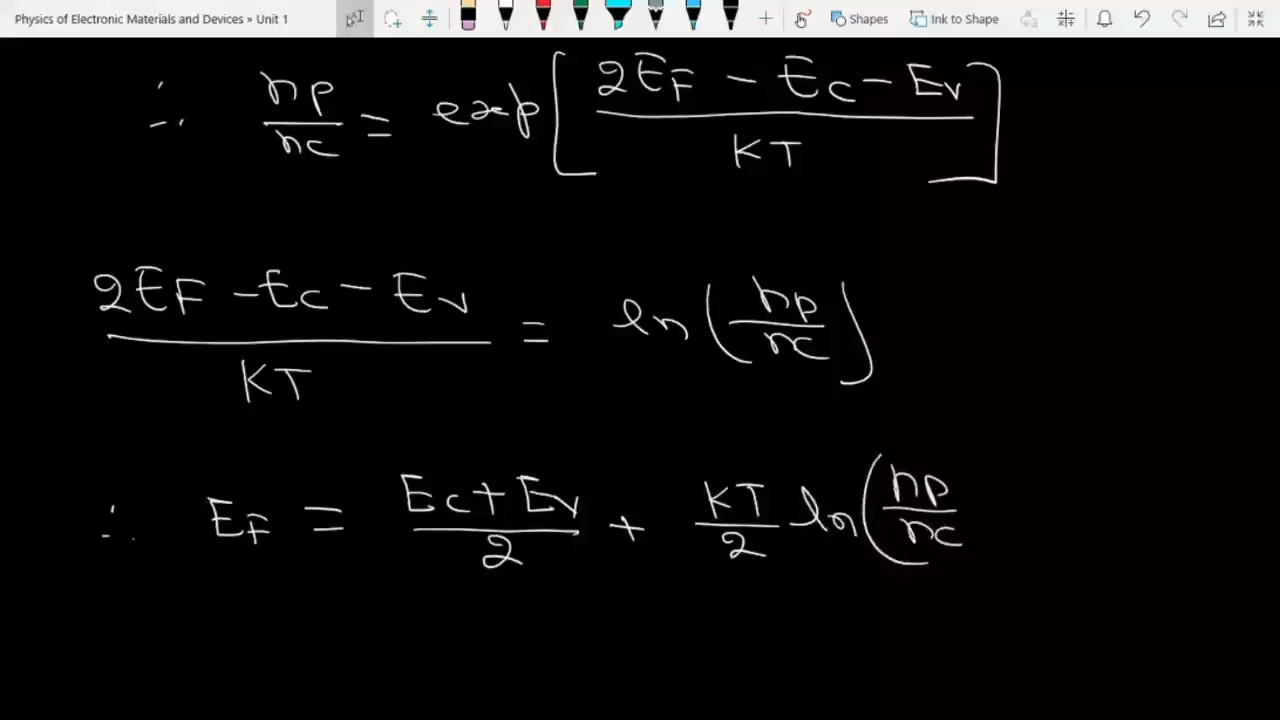 Physics of Electronic Materials and Devices » Unit 1 Shapes Ink to Shape
∴ np/nc = exp[(2EF - Ec - Ev)/KT]
(2EF - Ec - Ev)/KT = ln(np/nc)
∴ EF = (Ec + Ev)/2 + KT/2 ln(np/nc